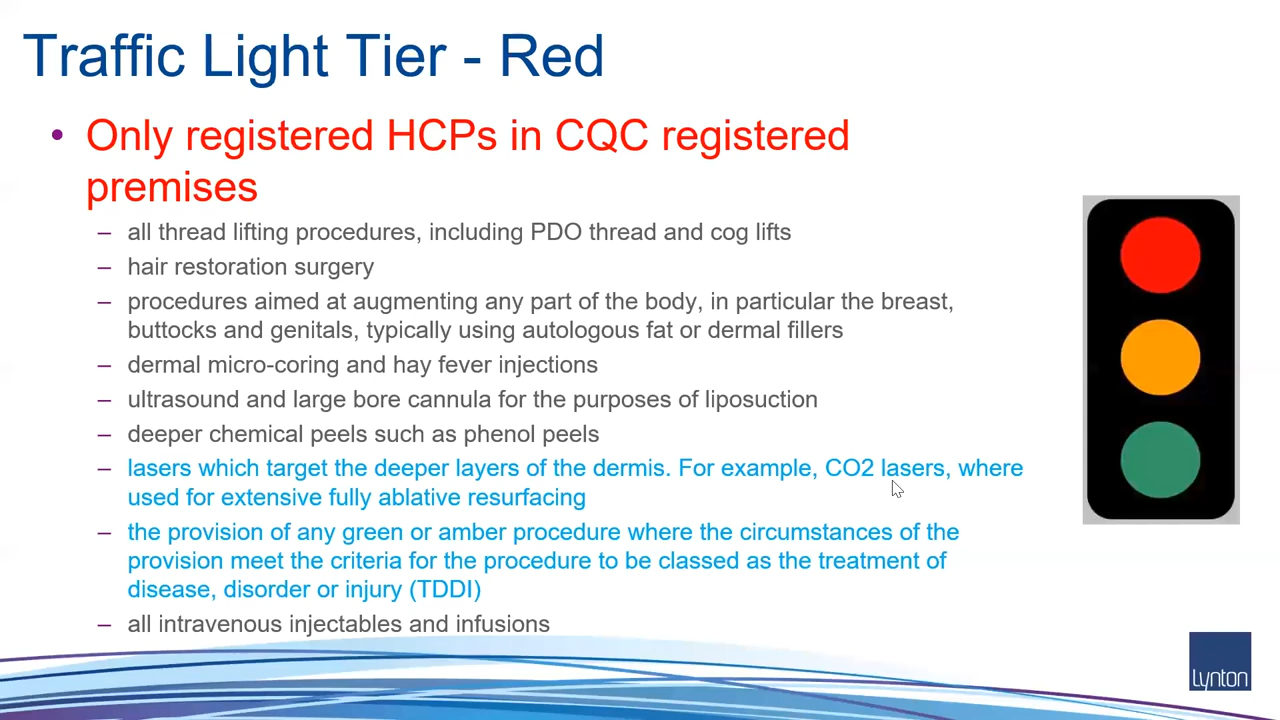 Traffic Light Tier - Red
• Only registered HCPs in CQC registered
premises
– all thread lifting procedures, including PDO thread and cog lifts
– hair restoration surgery
– procedures aimed at augmenting any part of the body, in particular the breast,
buttocks and genitals, typically using autologous fat or dermal fillers
– dermal micro-coring and hay fever injections
– ultrasound and large bore cannula for the purposes of liposuction
– deeper chemical peels such as phenol peels
– lasers which target the deeper layers of the dermis. For example, CO2 lasers, where
used for extensive fully ablative resurfacing
– the provision of any green or amber procedure where the circumstances of the
provision meet the criteria for the procedure to be classed as the treatment of
disease, disorder or injury (TDDI)
– all intravenous injectables and infusions
Lynton